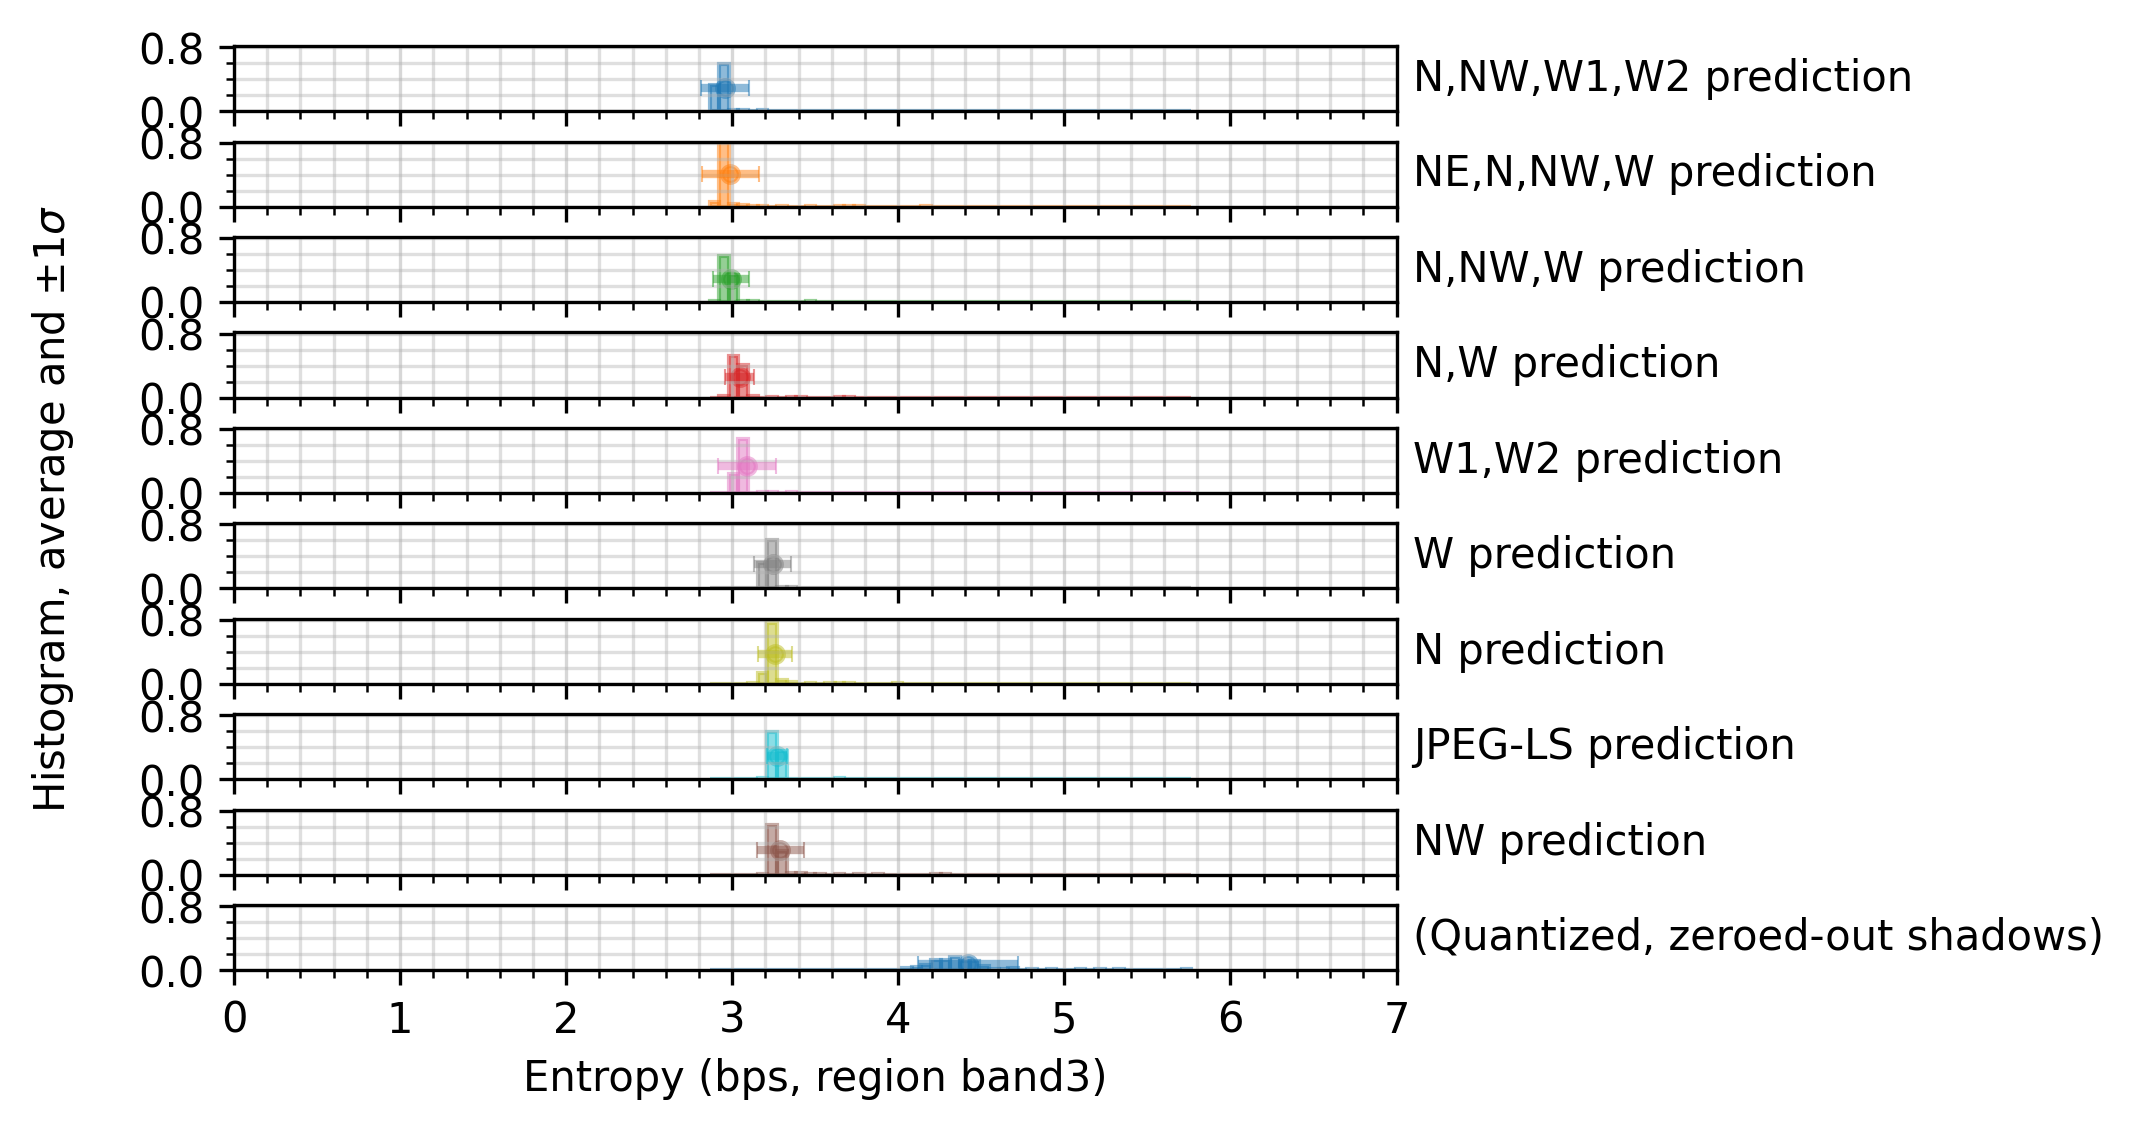 Histogram, average and ±1σ
0.8
0.0
N,NW,W1,W2 prediction
0.8
0.0
NE,N,NW,W prediction
0.8
0.0
N,NW,W prediction
0.8
0.0
N,W prediction
0.8
0.0
W1,W2 prediction
0.8
0.0
W prediction
0.8
0.0
N prediction
0.8
0.0
JPEG-LS prediction
0.8
0.0
NW prediction
0.8
0.0
(Quantized, zeroed-out shadows)
0 1 2 3 4 5 6 7
Entropy (bps, region band3)